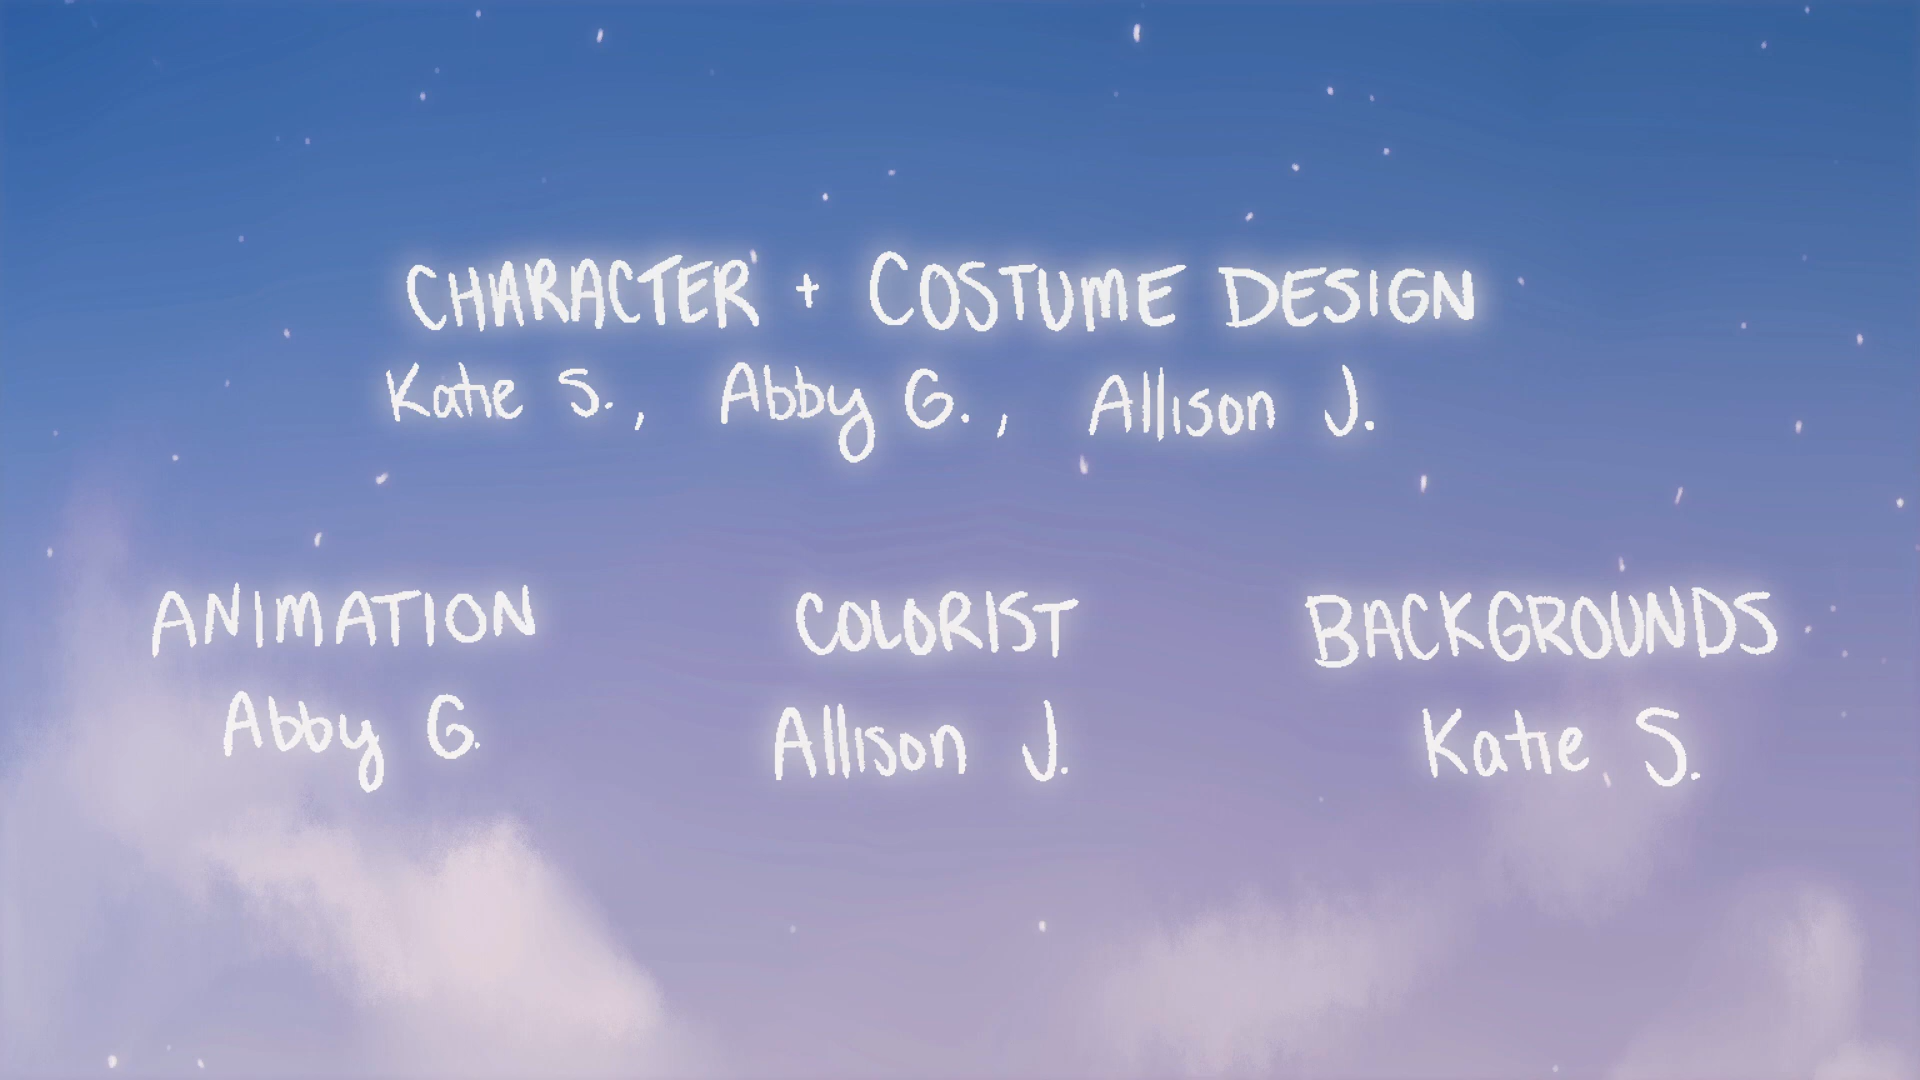 CHARACTER + COSTUME DESIGN
Katie S., Abby G., Allison J.
ANIMATION
Abby G.
COLORIST
Allison J.
BACKGROUNDS
Katie S.